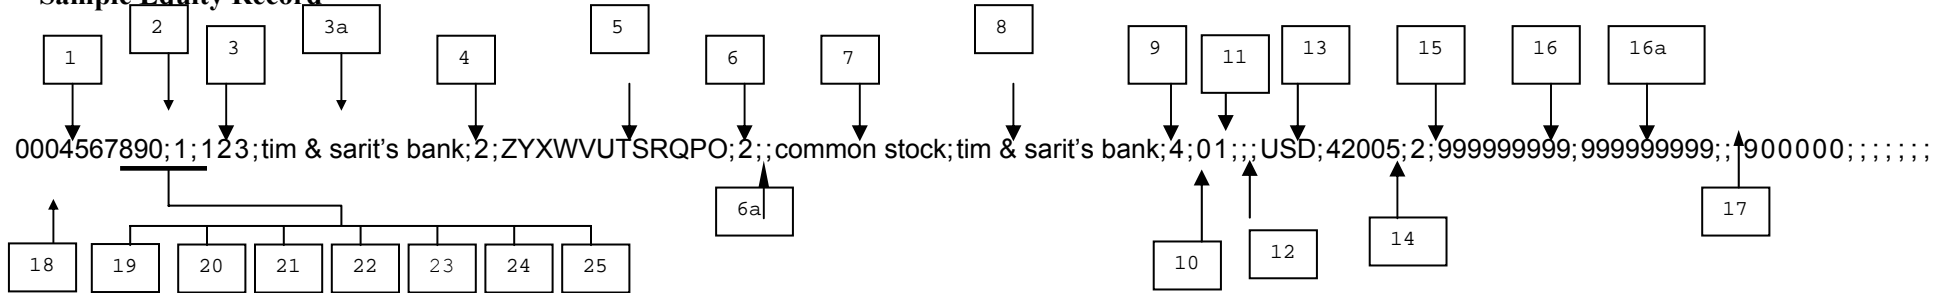 Sample Equity Record
2 3a 5 8
1 3 4 6 7 9 11 13 15 16 16a
0004567890;1;123;tim & sarit’s bank;2;ZYXWVUTSRQPO;2;;common stock;tim & sarit’s bank;4;01;;;USD;42005;2;999999999;999999999;;900000;;;;;;;
6a 17
18 19 20 21 22 23 24 25 10 12 14